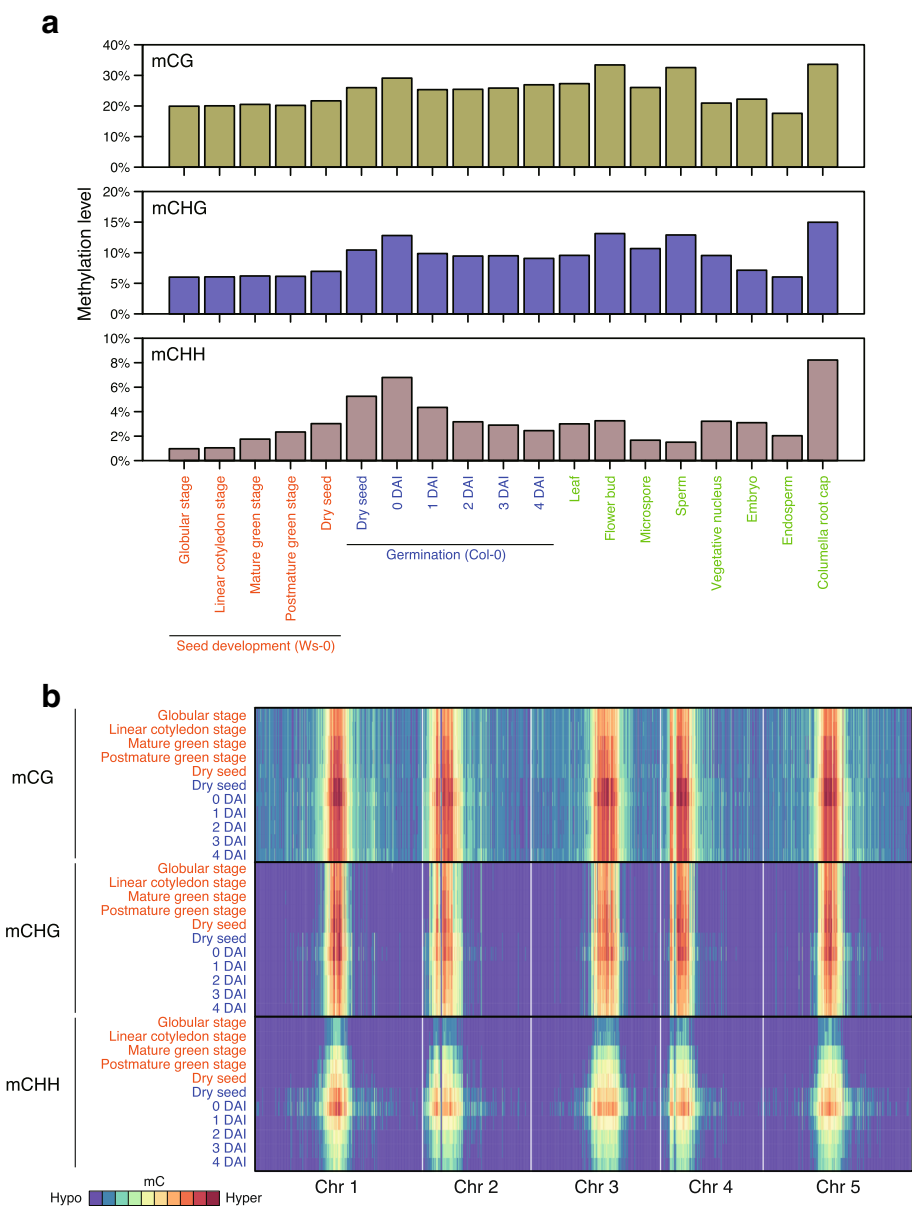 a
mCG
40%
30%
20%
10%
0%
mCHG
20%
15%
10%
5%
0%
Methylation level
mCHH
10%
8%
6%
4%
2%
0%
Globular stage
Linear cotyledon stage
Mature green stage
Postmature green stage
Dry seed
Dry seed
0 DAI
1 DAI
2 DAI
3 DAI
4 DAI
Leaf
Flower bud
Microspore
Sperm
Vegetative nucleus
Embryo
Endosperm
Columella root cap
Germination (Col-0)
Seed development (Ws-0)
b
mCG
Globular stage
Linear cotyledon stage
Mature green stage
Postmature green stage
Dry seed
Dry seed
0 DAI
1 DAI
2 DAI
3 DAI
4 DAI
mCHG
Globular stage
Linear cotyledon stage
Mature green stage
Postmature green stage
Dry seed
Dry seed
0 DAI
1 DAI
2 DAI
3 DAI
4 DAI
mCHH
Globular stage
Linear cotyledon stage
Mature green stage
Postmature green stage
Dry seed
Dry seed
0 DAI
1 DAI
2 DAI
3 DAI
4 DAI
Chr 1 Chr 2 Chr 3 Chr 4 Chr 5
mC
Hypo Hyper